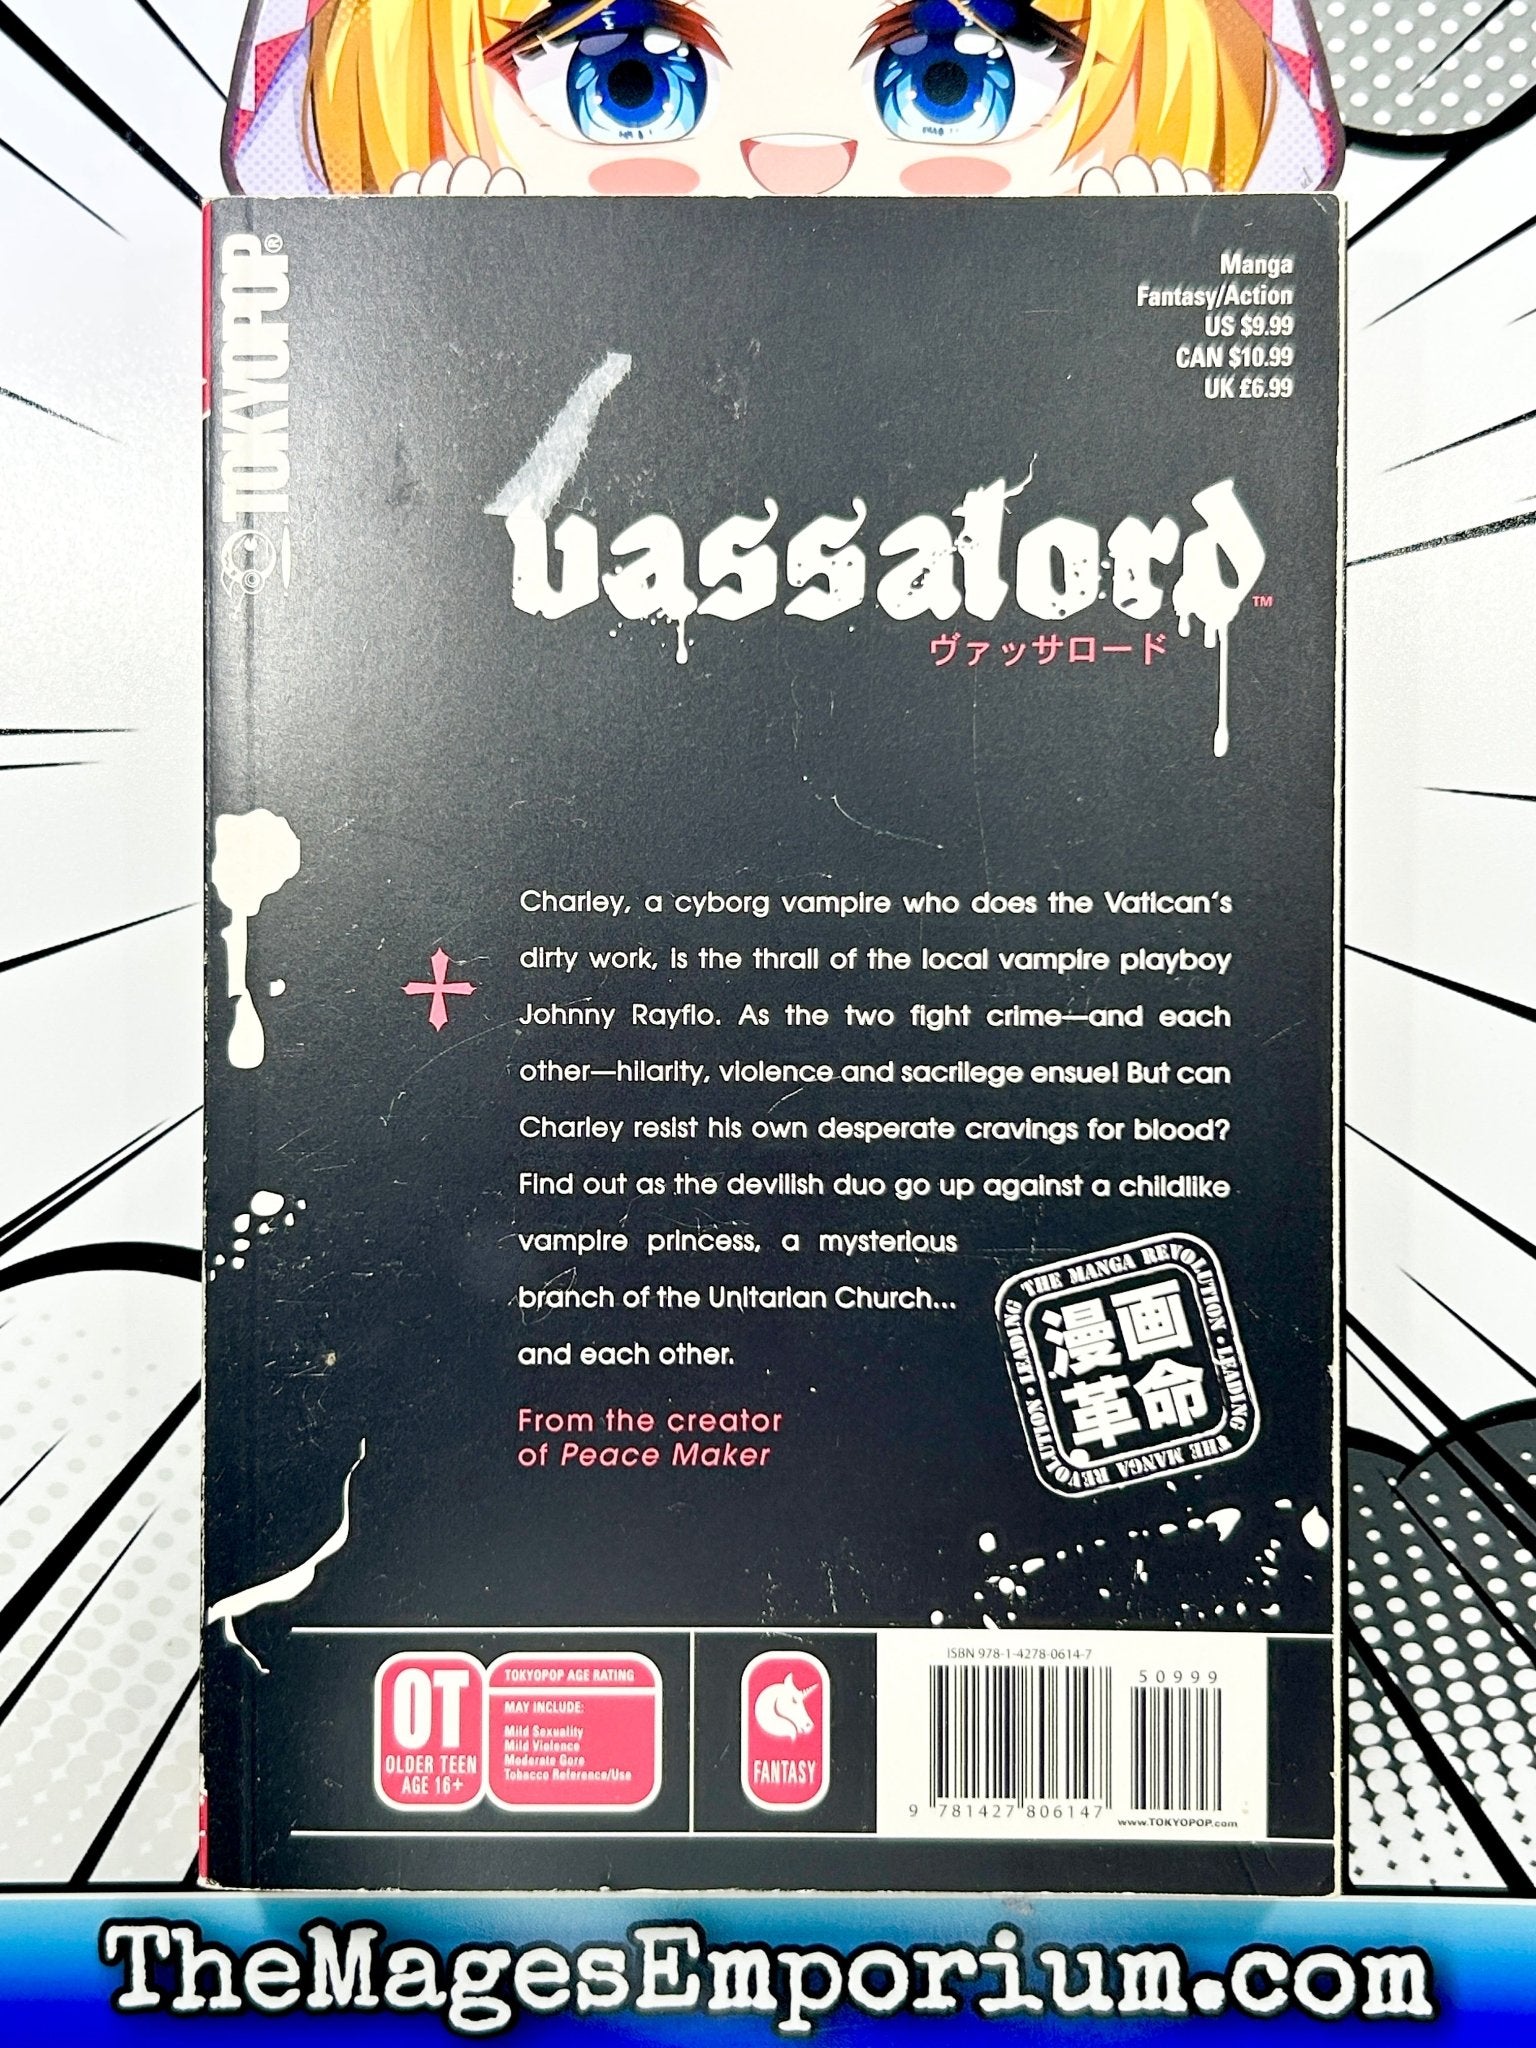 TOKYOPOP®
Manga
Fantasy/Action
US $9.99
CAN $10.99
UK £6.99
vassalord™
ヴァッサロード
Charley, a cyborg vampire who does the Vatican's
dirty work, is the thrall of the local vampire playboy
Johnny Rayflo. As the two fight crime—and each
other—hilarity, violence and sacrilege ensue! But can
Charley resist his own desperate cravings for blood?
Find out as the devilish duo go up against a childlike
vampire princess, a mysterious
branch of the Unitarian Church...
and each other.
From the creator
of Peace Maker
LEADING THE MANGA REVOLUTION · LEADING THE MANGA REVOLUTION ·
漫画
革命
OT
OLDER TEEN
AGE 16+
TOKYOPOP AGE RATING
MAY INCLUDE:
Mild Sexuality
Mild Violence
Moderate Gore
Tobacco Reference/Use
FANTASY
ISBN 978-1-4278-0614-7
50999
9 781427 806147
www.TOKYOPOP.com
TheMagesEmporium.com